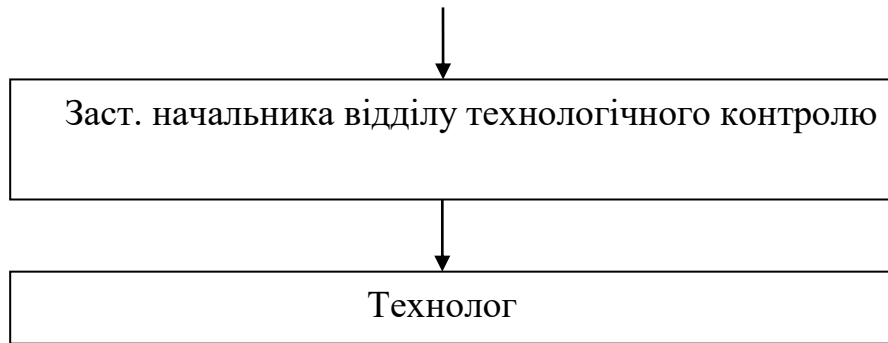 Заст. начальника відділу технологічного контролю
Технолог